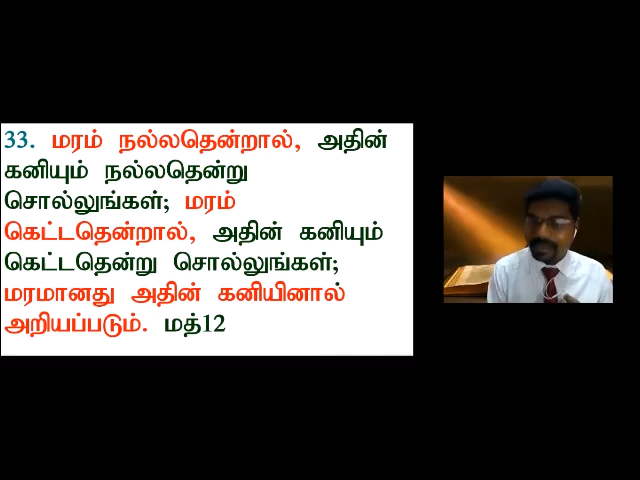 33. மரம் நல்லதென்றால், அதின்
கனியும் நல்லதென்று
சொல்லுங்கள்; மரம்
கெட்டதென்றால், அதின் கனியும்
கெட்டதென்று சொல்லுங்கள்;
மரமானது அதின் கனியினால்
அறியப்படும். மத்12